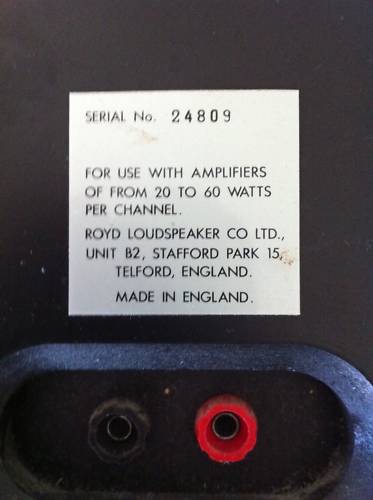 SERIAL No. 24809
FOR USE WITH AMPLIFIERS
OF FROM 20 TO 60 WATTS
PER CHANNEL.
ROYD LOUDSPEAKER CO LTD.,
UNIT B2, STAFFORD PARK 15,
TELFORD, ENGLAND.
MADE IN ENGLAND.